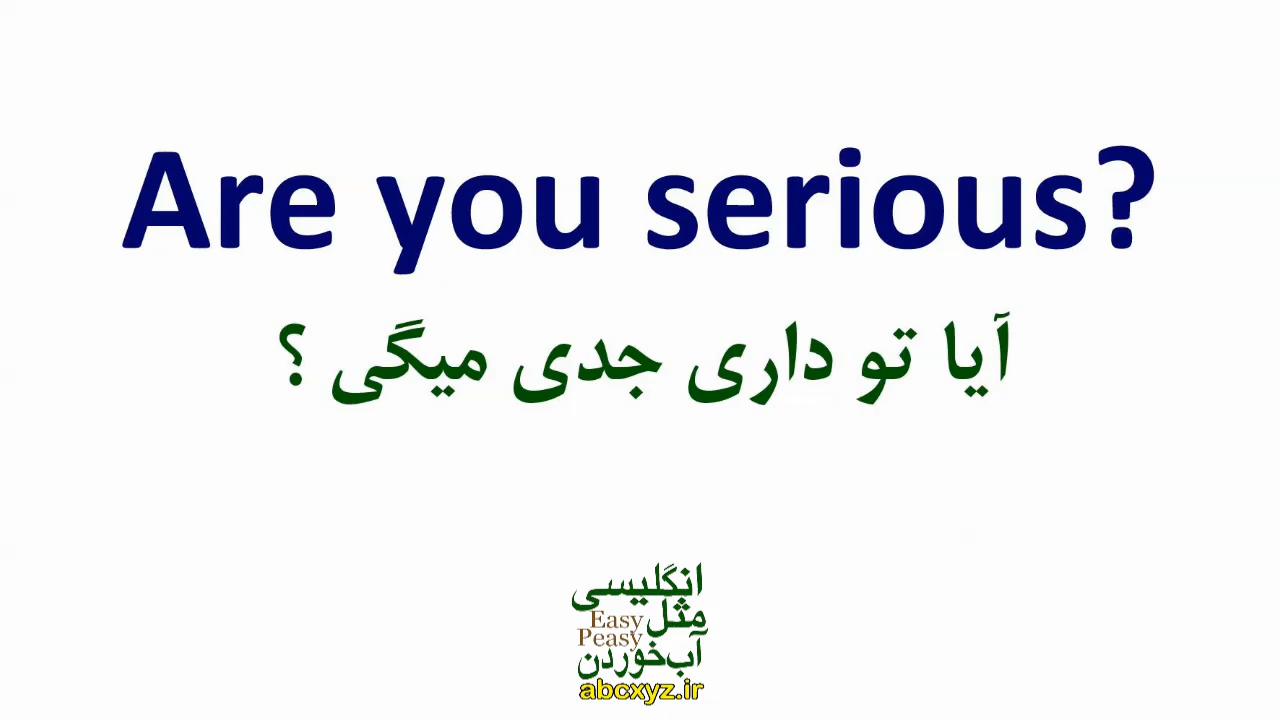 Are you serious?
آیا تو داری جدی میگی ؟
انگلیسی
مثل Easy
Peasy
آب‌خوردن
abcxyz.ir